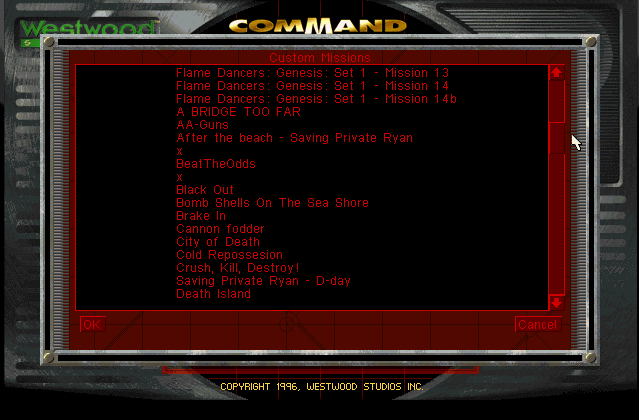 Westwood
COMMAND
Custom Missions
Flame Dancers: Genesis: Set 1 - Mission 13
Flame Dancers: Genesis: Set 1 - Mission 14
Flame Dancers: Genesis: Set 1 - Mission 14b
A BRIDGE TOO FAR
AA-Guns
After the beach - Saving Private Ryan
x
BeatTheOdds
x
Black Out
Bomb Shells On The Sea Shore
Brake In
Cannon fodder
City of Death
Cold Repossesion
Crush, Kill, Destroy!
Saving Private Ryan - D-day
Death Island
OK
Cancel
COPYRIGHT 1996, WESTWOOD STUDIOS INC.